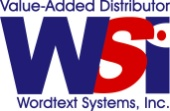 Value-Added Distributor
WSi
Wordtext Systems, Inc.